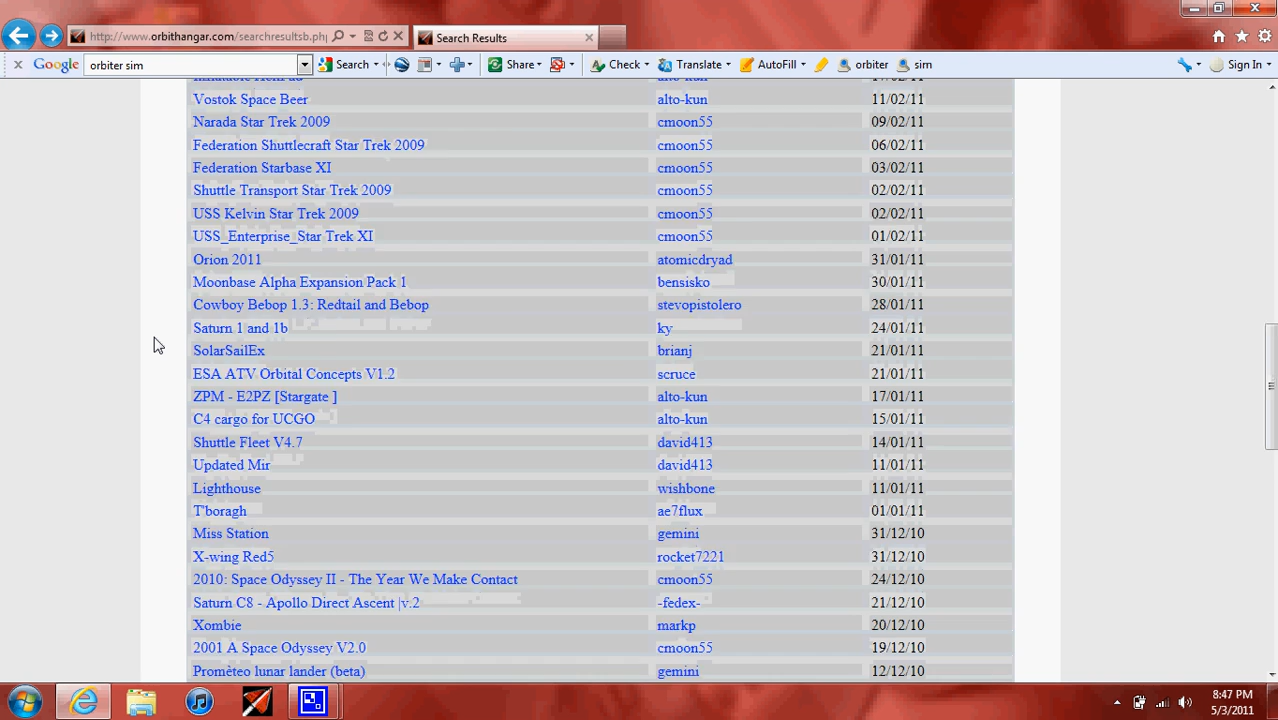 http://www.orbithangar.com/searchresultsb.php
Search Results
Google orbiter sim Search Share Check Translate AutoFill orbiter sim Sign In
Vostok Space Beer alto-kun 11/02/11
Narada Star Trek 2009 cmoon55 09/02/11
Federation Shuttlecraft Star Trek 2009 cmoon55 06/02/11
Federation Starbase XI cmoon55 03/02/11
Shuttle Transport Star Trek 2009 cmoon55 02/02/11
USS Kelvin Star Trek 2009 cmoon55 02/02/11
USS_Enterprise_Star Trek XI cmoon55 01/02/11
Orion 2011 atomicdryad 31/01/11
Moonbase Alpha Expansion Pack 1 bensisko 30/01/11
Cowboy Bebop 1.3: Redtail and Bebop stevopistolero 28/01/11
Saturn 1 and 1b ky 24/01/11
SolarSailEx brianj 21/01/11
ESA ATV Orbital Concepts V1.2 scruce 21/01/11
ZPM - E2PZ [Stargate ] alto-kun 17/01/11
C4 cargo for UCGO alto-kun 15/01/11
Shuttle Fleet V4.7 david413 14/01/11
Updated Mir david413 11/01/11
Lighthouse wishbone 11/01/11
T'boragh ae7flux 01/01/11
Miss Station gemini 31/12/10
X-wing Red5 rocket7221 31/12/10
2010: Space Odyssey II - The Year We Make Contact cmoon55 24/12/10
Saturn C8 - Apollo Direct Ascent |v.2 -fedex- 21/12/10
Xombie markp 20/12/10
2001 A Space Odyssey V2.0 cmoon55 19/12/10
Promèteo lunar lander (beta) gemini 12/12/10
8:47 PM
5/3/2011